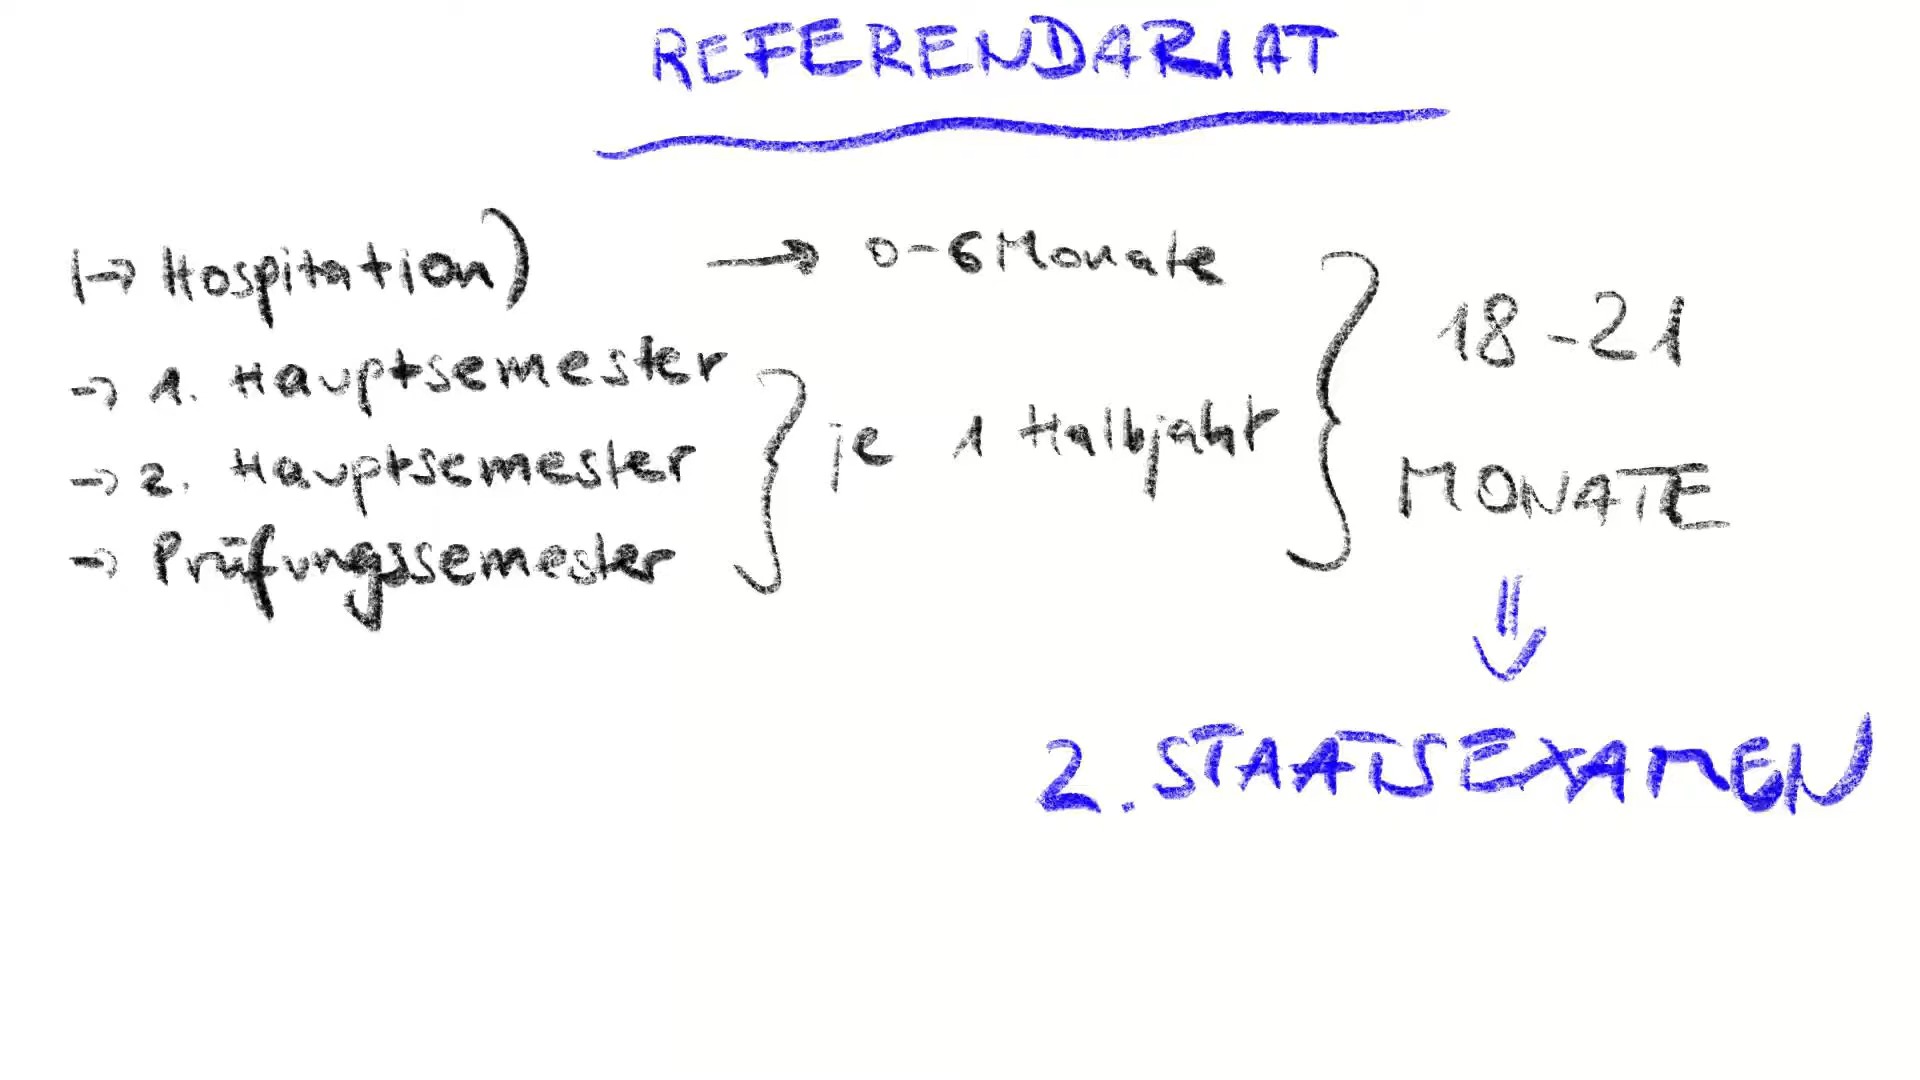 REFERENDARIAT
(→ Hospitation) → 0-6 Monate
→ 1. Hauptsemester
→ 2. Hauptsemester
→ Prüfungssemester
je 1 Halbjahr
18-21
MONATE
⇓
2. STAATSEXAMEN